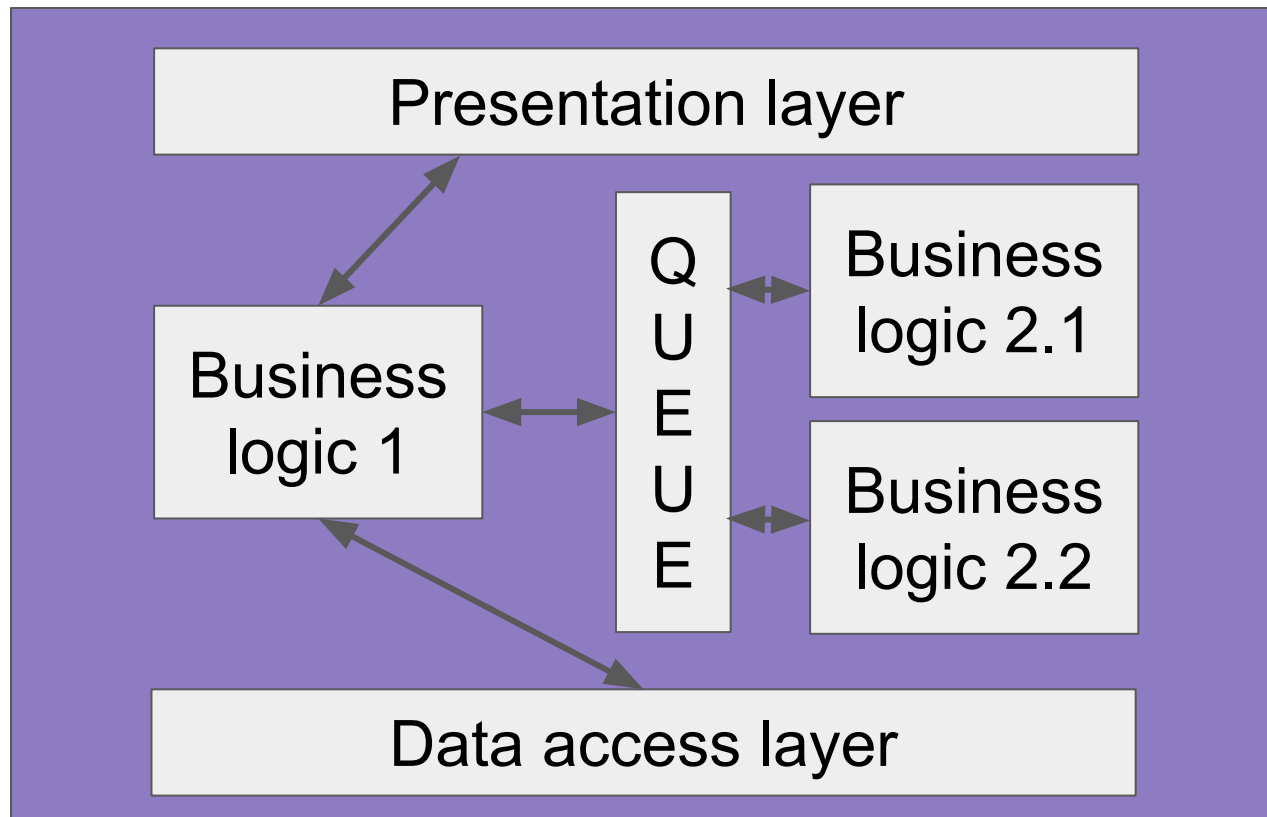 Presentation layer
Business
logic 1
Q
U
E
U
E
Business
logic 2.1
Business
logic 2.2
Data access layer